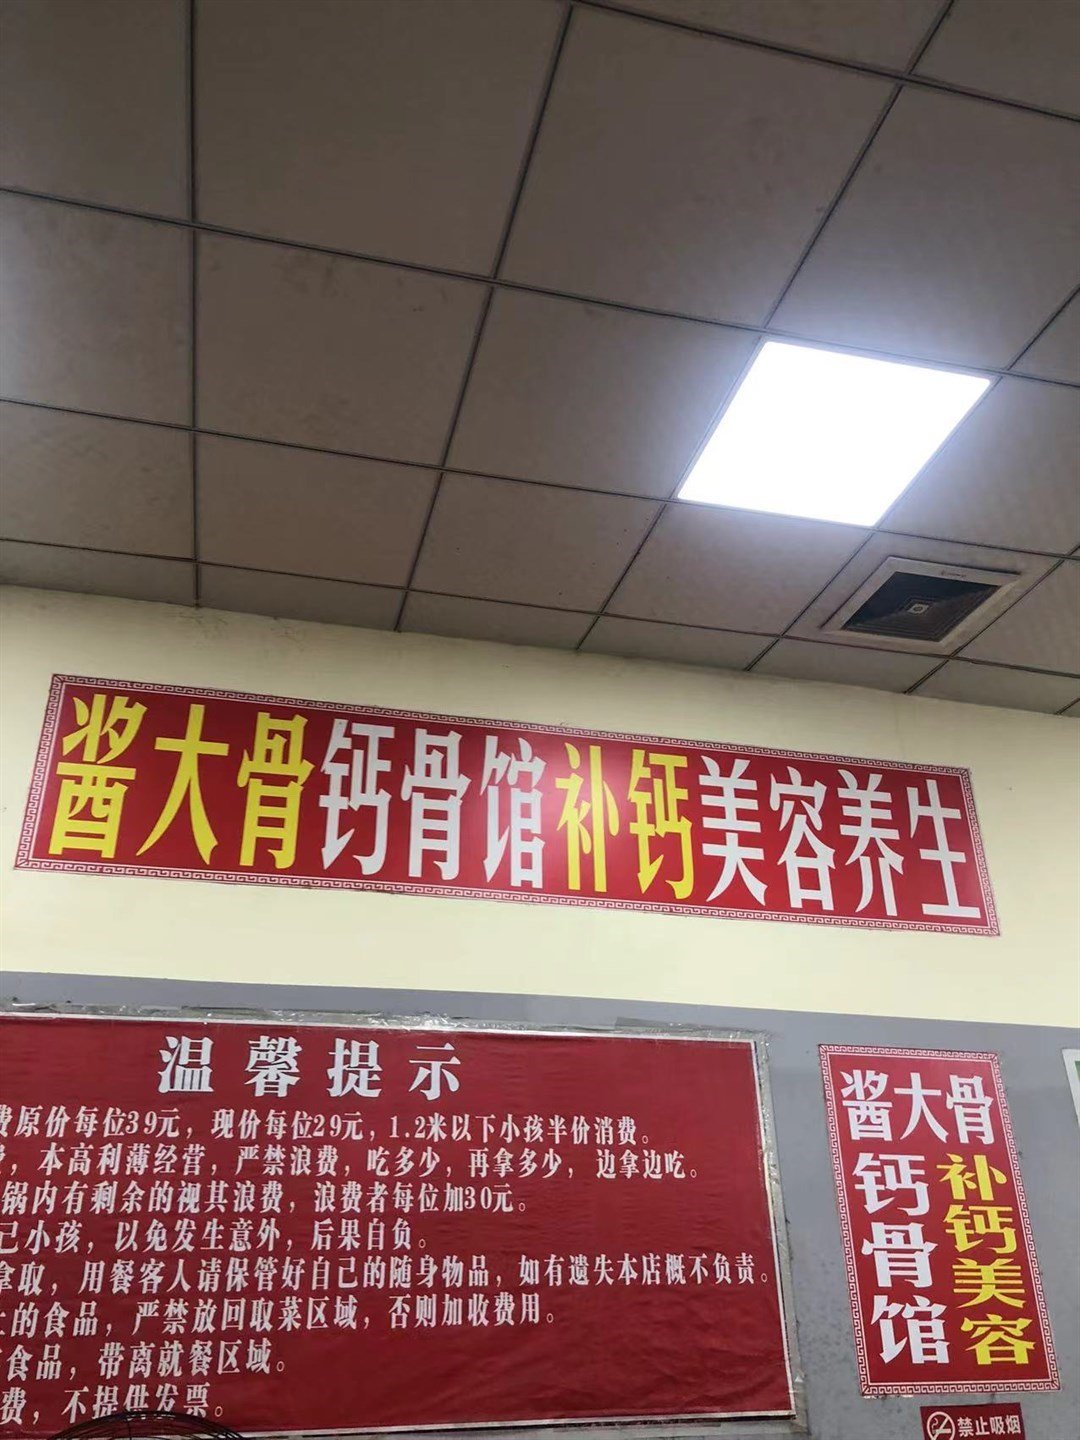 酱大骨钙骨馆补钙美容养生
温馨提示
费原价每位39元，现价每位29元，1.2米以下小孩半价消费。
，本高利薄经营，严禁浪费，吃多少，再拿多少，边拿边吃。
锅内有剩余的视其浪费，浪费者每位加30元。
己小孩，以免发生意外，后果自负。
拿取，用餐客人请保管好自己的随身物品，如有遗失本店概不负责。
的食品，严禁放回取菜区域，否则加收费用。
食品，带离就餐区域。
费，不提供发票。
酱大骨
钙骨馆
补钙美容
禁止吸烟